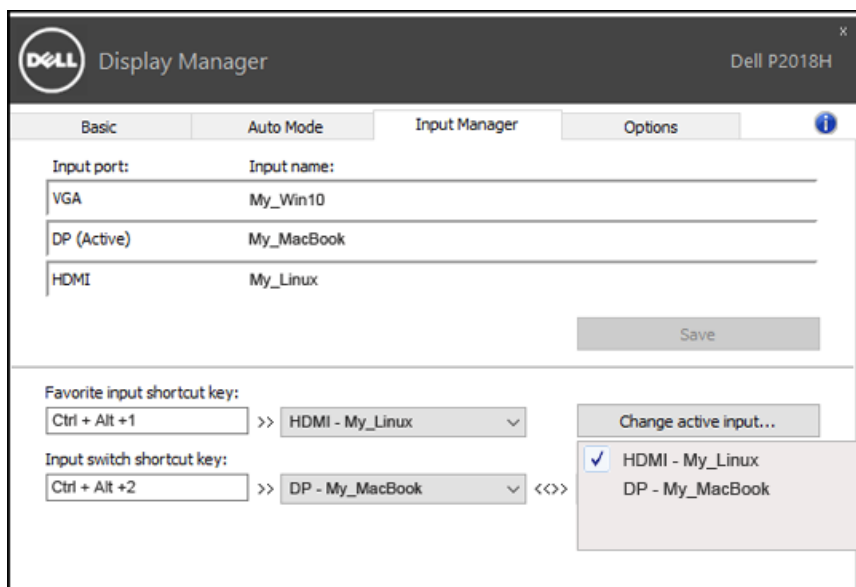 x
DELL Display Manager Dell P2018H
Basic Auto Mode Input Manager Options i
Input port: Input name:
VGA My_Win10
DP (Active) My_MacBook
HDMI My_Linux
Save
Favorite input shortcut key:
Ctrl + Alt +1 >> HDMI - My_Linux Change active input...
Input switch shortcut key:
✓ HDMI - My_Linux
Ctrl + Alt +2 >> DP - My_MacBook <<>> DP - My_MacBook